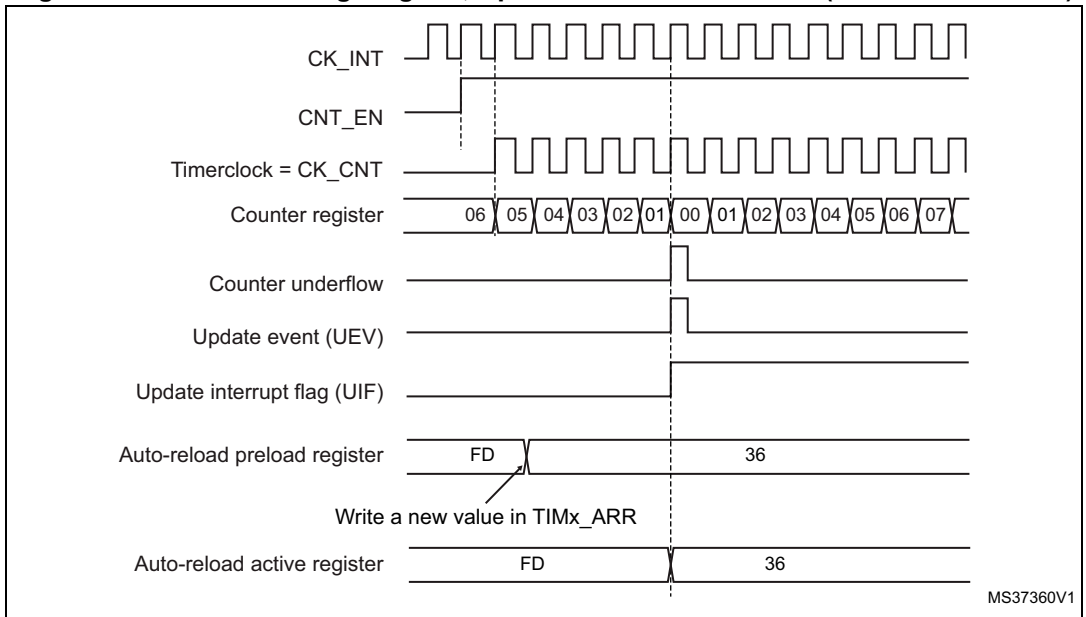 CK_INT
CNT_EN
Timerclock = CK_CNT
Counter register 06 05 04 03 02 01 00 01 02 03 04 05 06 07
Counter underflow
Update event (UEV)
Update interrupt flag (UIF)
Auto-reload preload register FD 36
Write a new value in TIMx_ARR
Auto-reload active register FD 36
MS37360V1